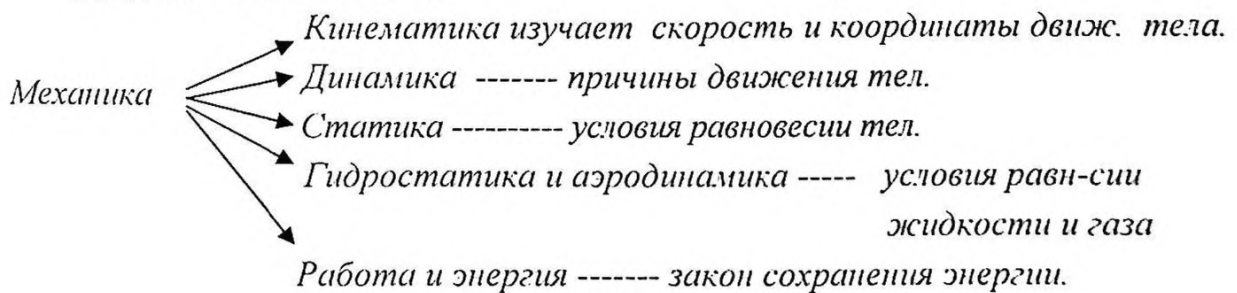 Кинематика изучает скорость и координаты движ. тела.
Механика
Динамика ------- причины движения тел.
Статика ---------- условия равновесии тел.
Гидростатика и аэродинамика ----- условия равн-сии
жидкости и газа
Работа и энергия ------- закон сохранения энергии.